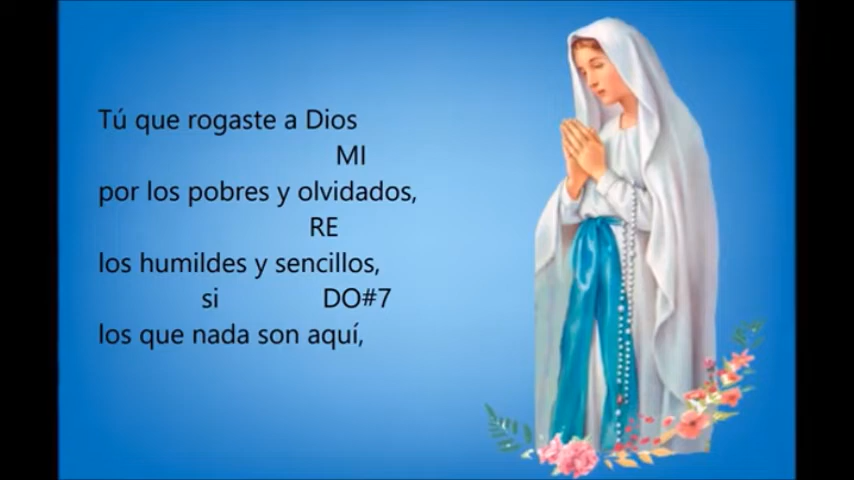 Tú que rogaste a Dios
MI
por los pobres y olvidados,
RE
los humildes y sencillos,
si DO#7
los que nada son aquí,